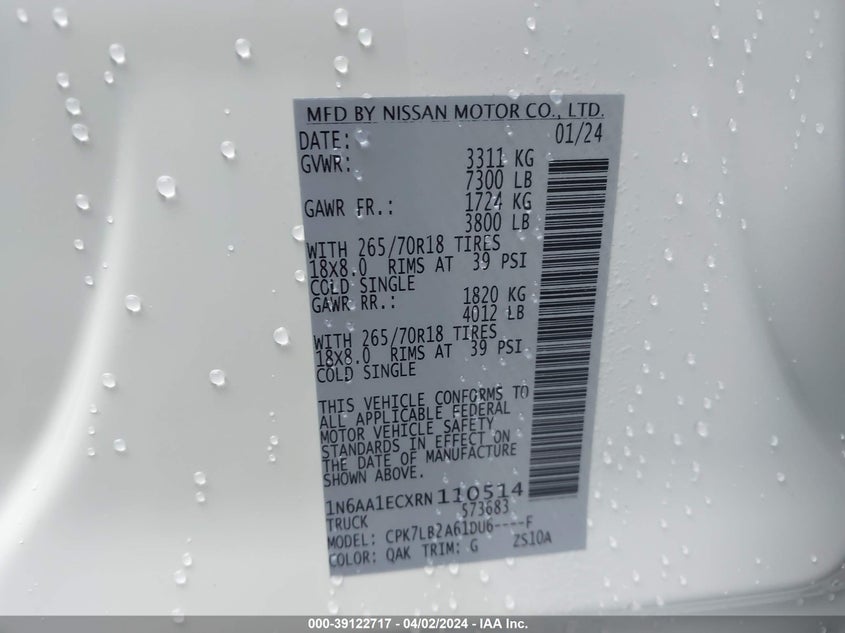 MFD BY NISSAN MOTOR CO., LTD.
DATE: 01/24
GVWR: 3311 KG
7300 LB
GAWR FR.: 1724 KG
3800 LB
WITH 265/70R18 TIRES
18X8.0 RIMS AT 39 PSI
COLD SINGLE
GAWR RR.: 1820 KG
4012 LB
WITH 265/70R18 TIRES
18X8.0 RIMS AT 39 PSI
COLD SINGLE
THIS VEHICLE CONFORMS TO
ALL APPLICABLE FEDERAL
MOTOR VEHICLE SAFETY
STANDARDS IN EFFECT ON
THE DATE OF MANUFACTURE
SHOWN ABOVE.
1N6AA1ECXRN 110514
TRUCK 573683
MODEL: CPK7LB2A61DU6----F
COLOR: QAK TRIM: G ZS10A
000-39122717 - 04/02/2024 - IAA Inc.